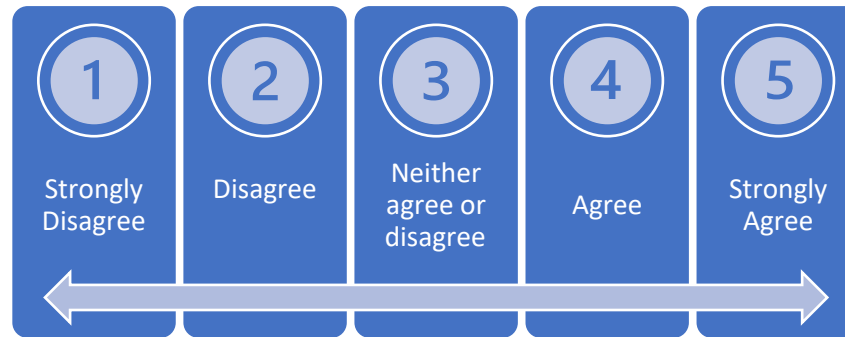 1
Strongly
Disagree
2
Disagree
3
Neither
agree or
disagree
4
Agree
5
Strongly
Agree